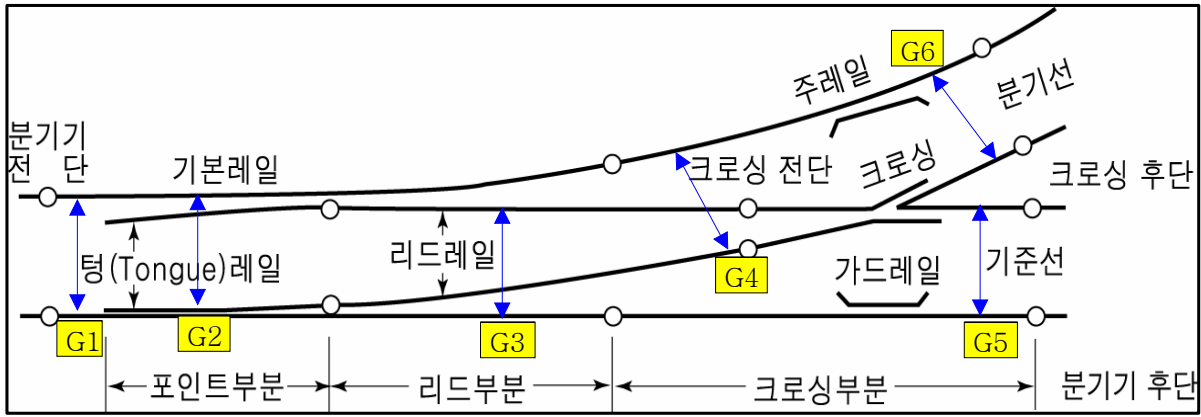 G6
주레일
분기선
분기기
전 단
기본레일
크로싱 전단
크로싱
크로싱 후단
텅(Tongue)레일
리드레일
G4
가드레일
기준선
G1
G2
G3
G5
포인트부분
리드부분
크로싱부분
분기기 후단